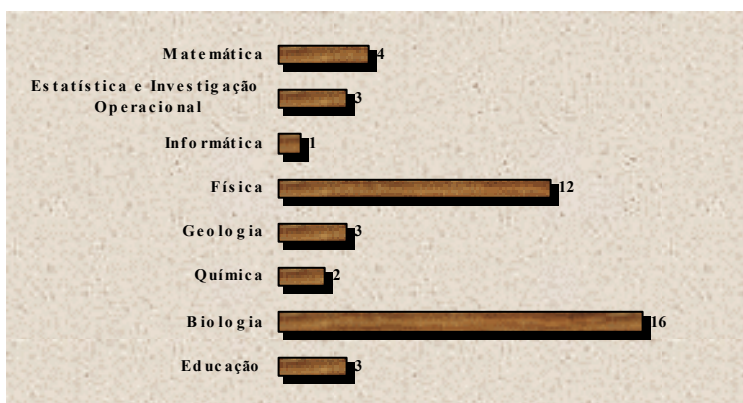 Matemática 4
Estatística e Investigação
Operacional 3
Informática 1
Física 12
Geologia 3
Química 2
Biologia 16
Educação 3